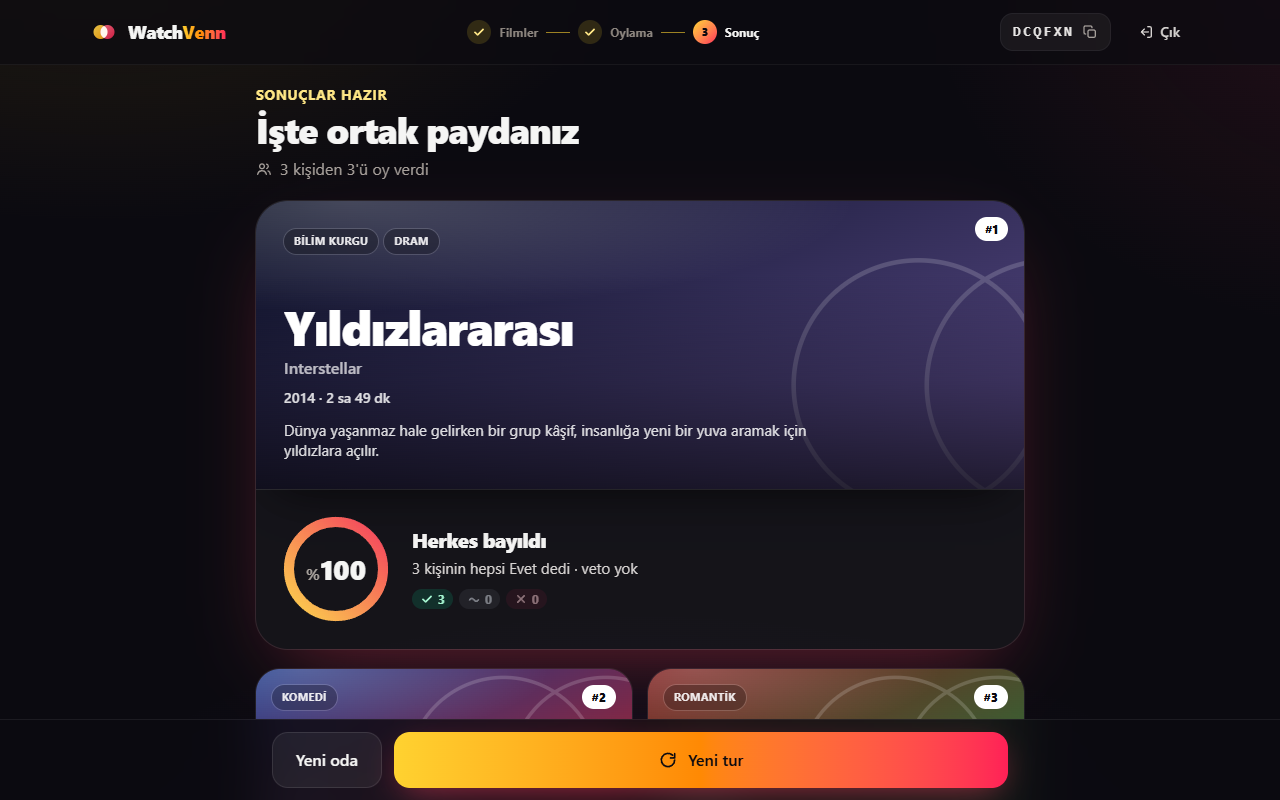 WatchVenn
Filmler
Oylama
3 Sonuç
DCQFXN
Çık
SONUÇLAR HAZIR
İşte ortak paydanız
3 kişiden 3'ü oy verdi
BİLİM KURGU
DRAM
#1
Yıldızlararası
Interstellar
2014 · 2 sa 49 dk
Dünya yaşanmaz hale gelirken bir grup kâşif, insanlığa yeni bir yuva aramak için
yıldızlara açılır.
%100
Herkes bayıldı
3 kişinin hepsi Evet dedi · veto yok
3
0
0
KOMEDİ
#2
ROMANTİK
#3
Yeni oda
Yeni tur